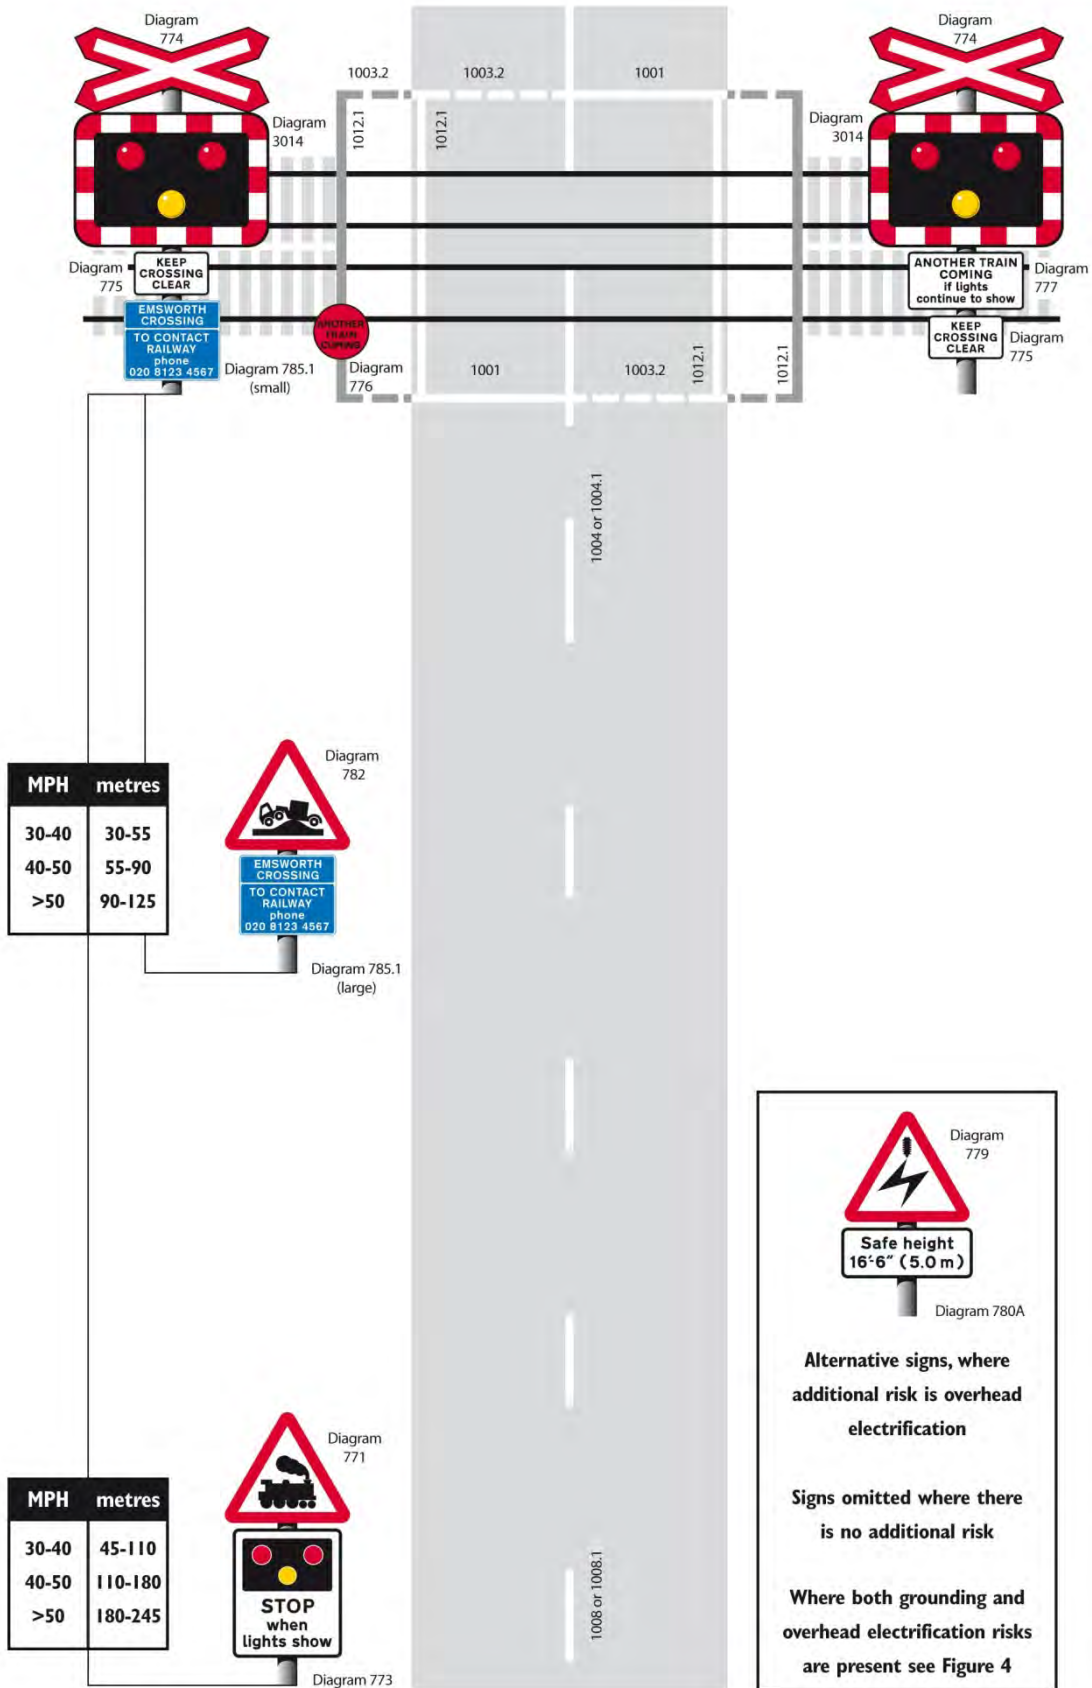 Diagram
774
Diagram
774
1003.2
1003.2
1001
Diagram
3014
1012.1
1012.1
Diagram
3014
KEEP
CROSSING
CLEAR
Diagram
775
EMSWORTH
CROSSING
TO CONTACT
RAILWAY
phone
020 8123 4567
Diagram 785.1
(small)
ANOTHER
TRAIN
COMING
Diagram
776
1001
1003.2
1012.1
1012.1
ANOTHER TRAIN
COMING
if lights
continue to show
Diagram
777
KEEP
CROSSING
CLEAR
Diagram
775
1004 or 1004.1
MPH metres
30-40 30-55
40-50 55-90
>50 90-125
Diagram
782
EMSWORTH
CROSSING
TO CONTACT
RAILWAY
phone
020 8123 4567
Diagram 785.1
(large)
Diagram
779
Safe height
16'-6" (5.0 m)
Diagram 780A
Alternative signs, where
additional risk is overhead
electrification
Signs omitted where there
is no additional risk
Where both grounding and
overhead electrification risks
are present see Figure 4
MPH metres
30-40 45-110
40-50 110-180
>50 180-245
Diagram
771
STOP
when
lights show
Diagram 773
1008 or 1008.1